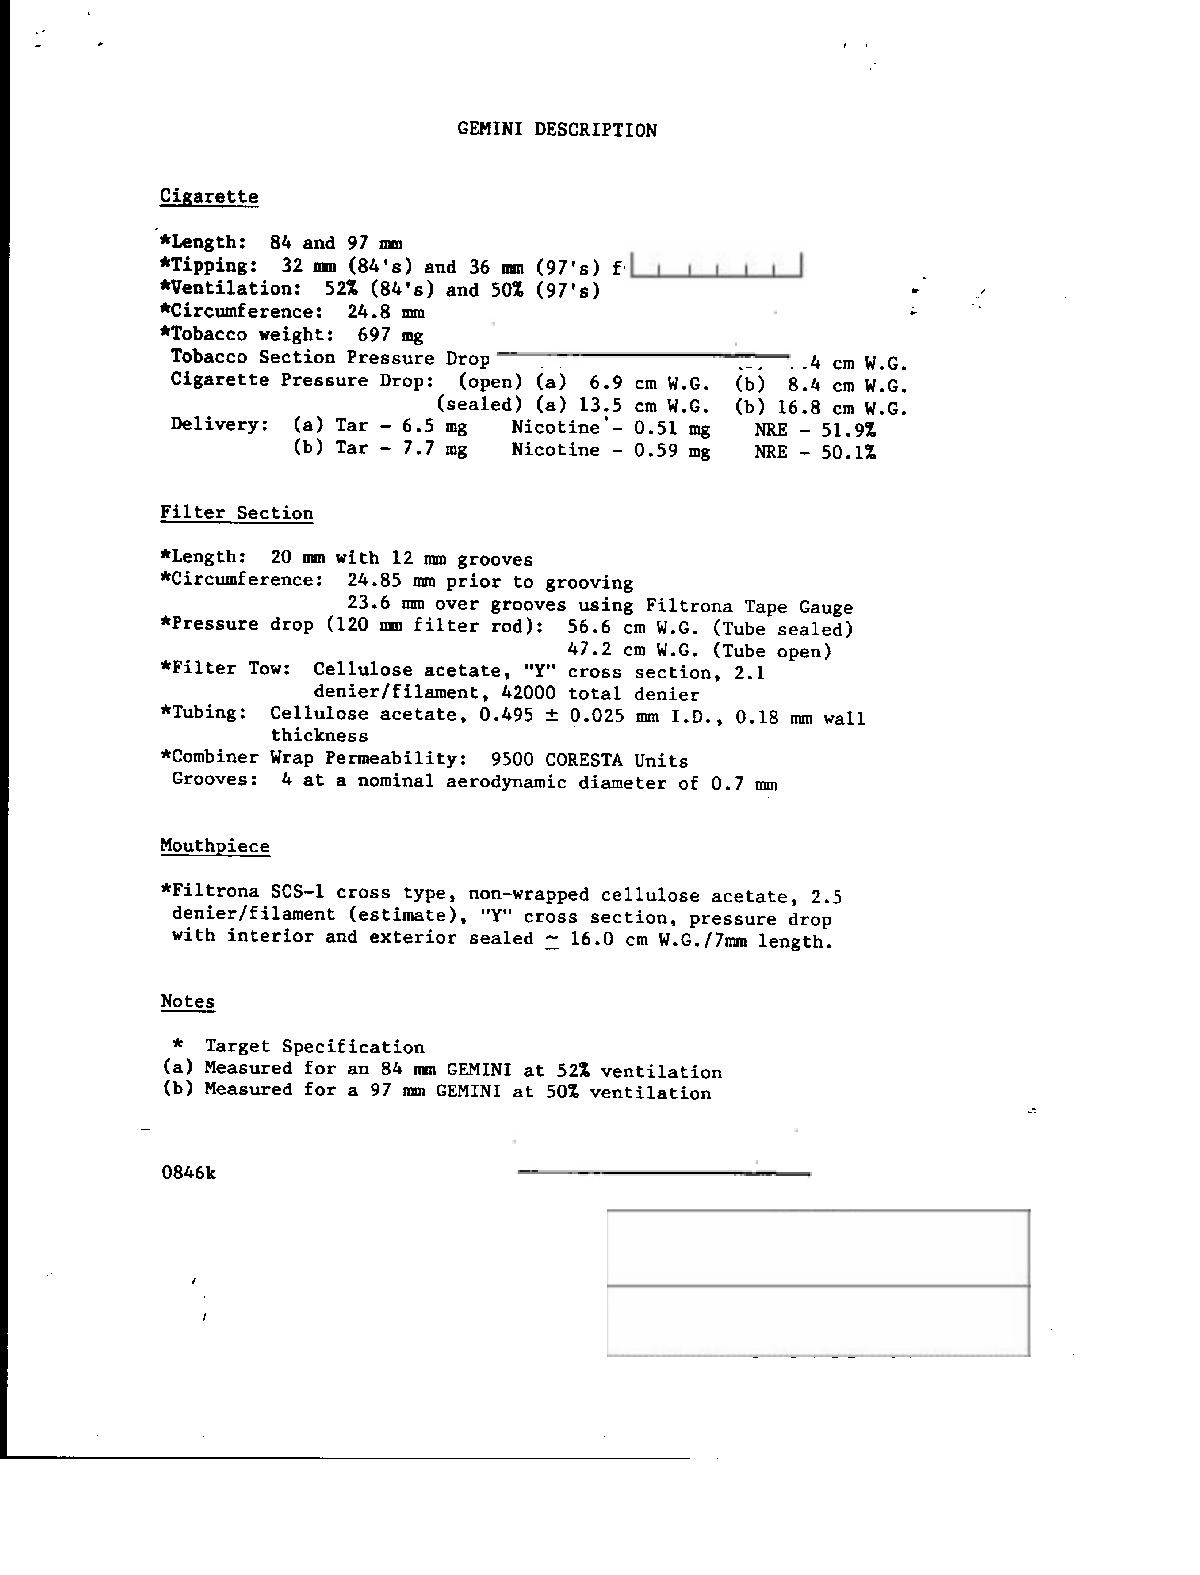 GEMINI DESCRIPTION
Cigarette
*Length: 84 and 97 mm
*Tipping: 32 mm (84's) and 36 mm (97's)
*Ventilation: 52% (84's) and 50% (97's)
*Circumference: 24.8 mm
*Tobacco weight: 697 mg
Tobacco Section Pressure Drop 4 cm W.G.
Cigarette Pressure Drop: (open) (a) 6.9 cm W.G. (b) 8.4 cm W.G.
(sealed) (a) 13.5 cm W.G. (b) 16.8 cm W.G.
Delivery: (a) Tar - 6.5 mg Nicotine - 0.51 mg NRE - 51.9%
(b) Tar - 7.7 mg Nicotine - 0.59 mg NRE - 50.1%
Filter Section
*Length: 20 mm with 12 mm grooves
*Circumference: 24.85 mm prior to grooving
23.6 mm over grooves using Filtrona Tape Gauge
*Pressure drop (120 mm filter rod): 56.6 cm W.G. (Tube sealed)
47.2 cm W.G. (Tube open)
*Filter Tow: Cellulose acetate, "Y" cross section, 2.1
denier/filament, 42000 total denier
*Tubing: Cellulose acetate, 0.495 ± 0.025 mm I.D., 0.18 mm wall
thickness
*Combiner Wrap Permeability: 9500 CORESTA Units
Grooves: 4 at a nominal aerodynamic diameter of 0.7 mm
Mouthpiece
*Filtrona SCS-1 cross type, non-wrapped cellulose acetate, 2.5
denier/filament (estimate), "Y" cross section, pressure drop
with interior and exterior sealed ~ 16.0 cm W.G./7mm length.
Notes
* Target Specification
(a) Measured for an 84 mm GEMINI at 52% ventilation
(b) Measured for a 97 mm GEMINI at 50% ventilation
0846k